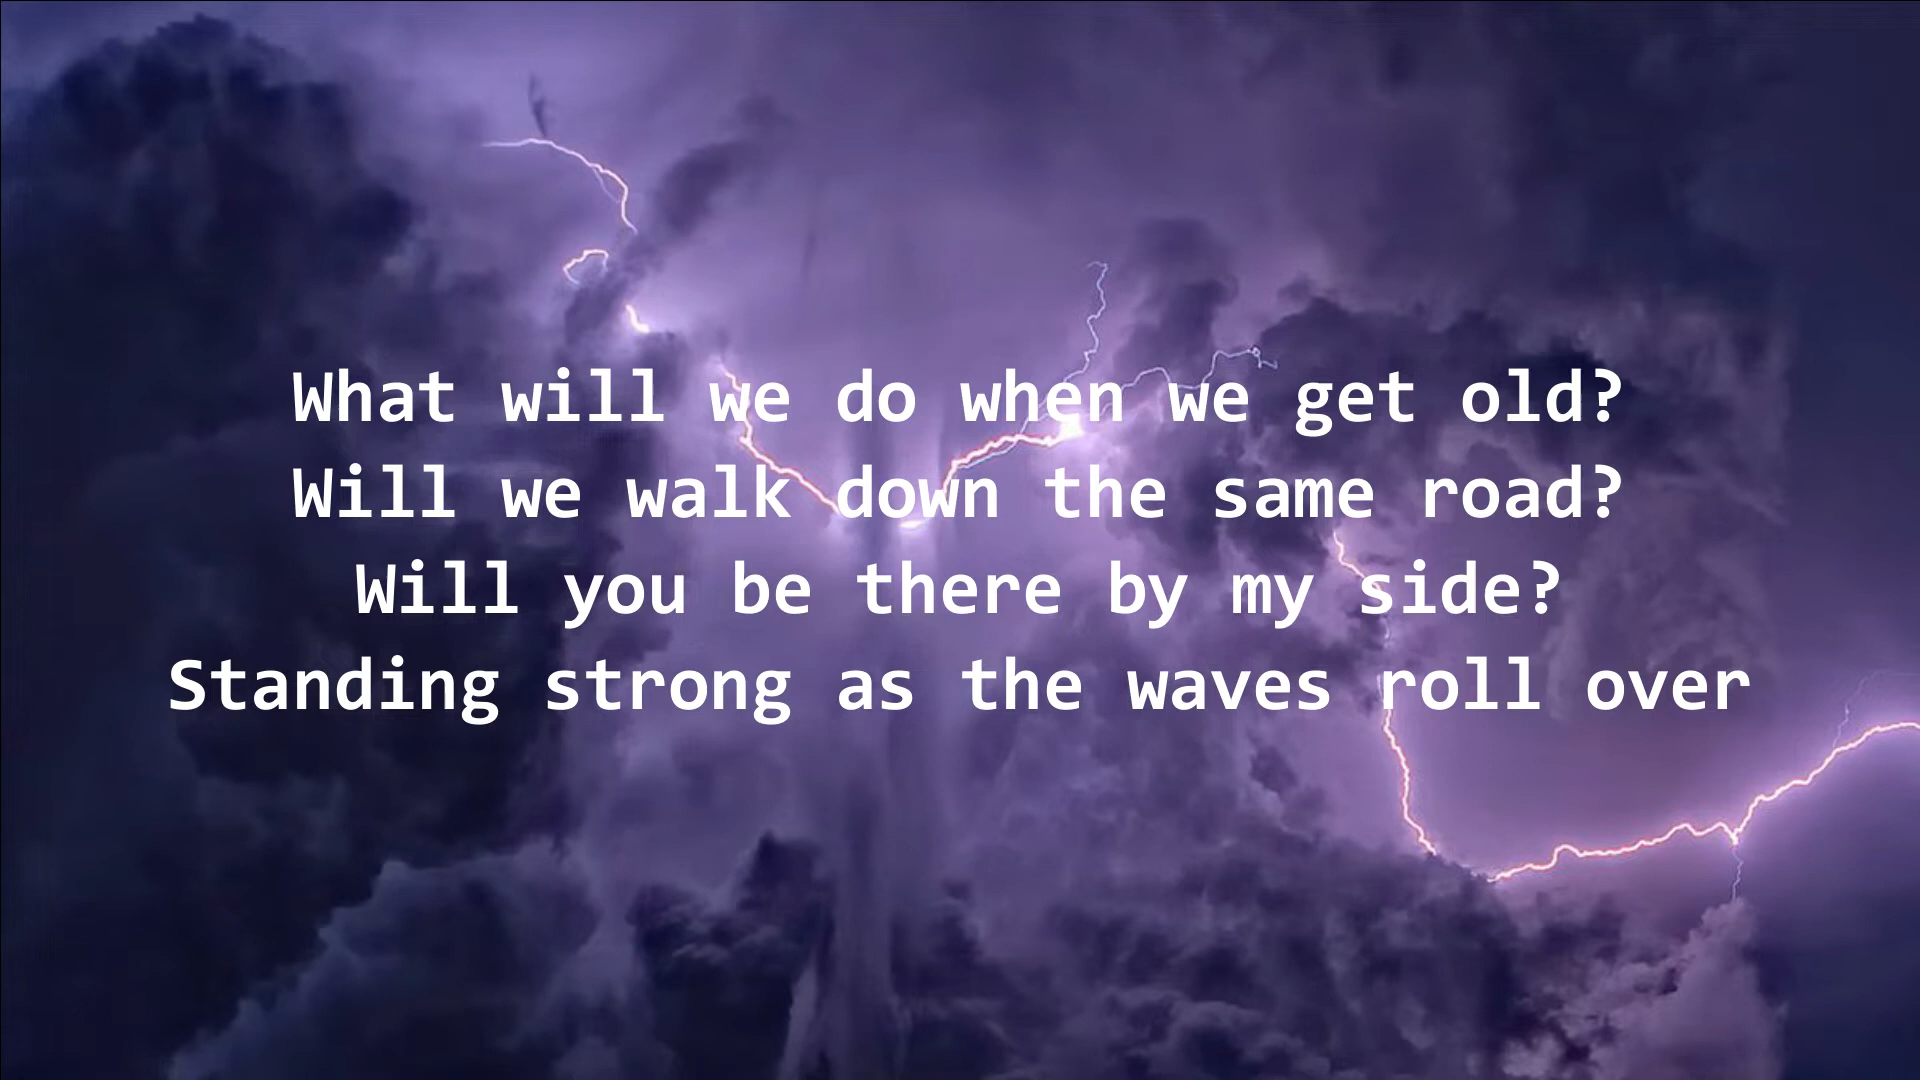 What will we do when we get old?
Will we walk down the same road?
Will you be there by my side?
Standing strong as the waves roll over